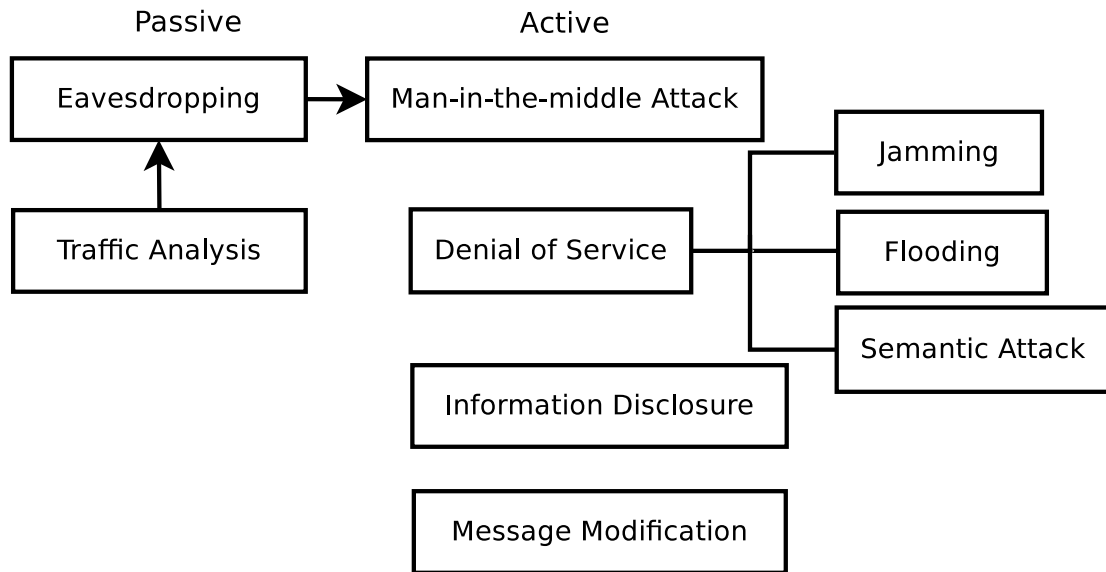 Passive
Active
Eavesdropping
Man-in-the-middle Attack
Jamming
Traffic Analysis
Denial of Service
Flooding
Semantic Attack
Information Disclosure
Message Modification